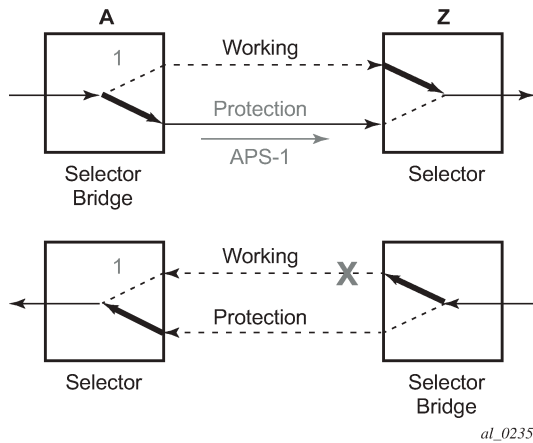 A
Z
1
Working
Protection
APS-1
Selector
Bridge
Selector
1
Working
X
Protection
Selector
Selector
Bridge
al_0235